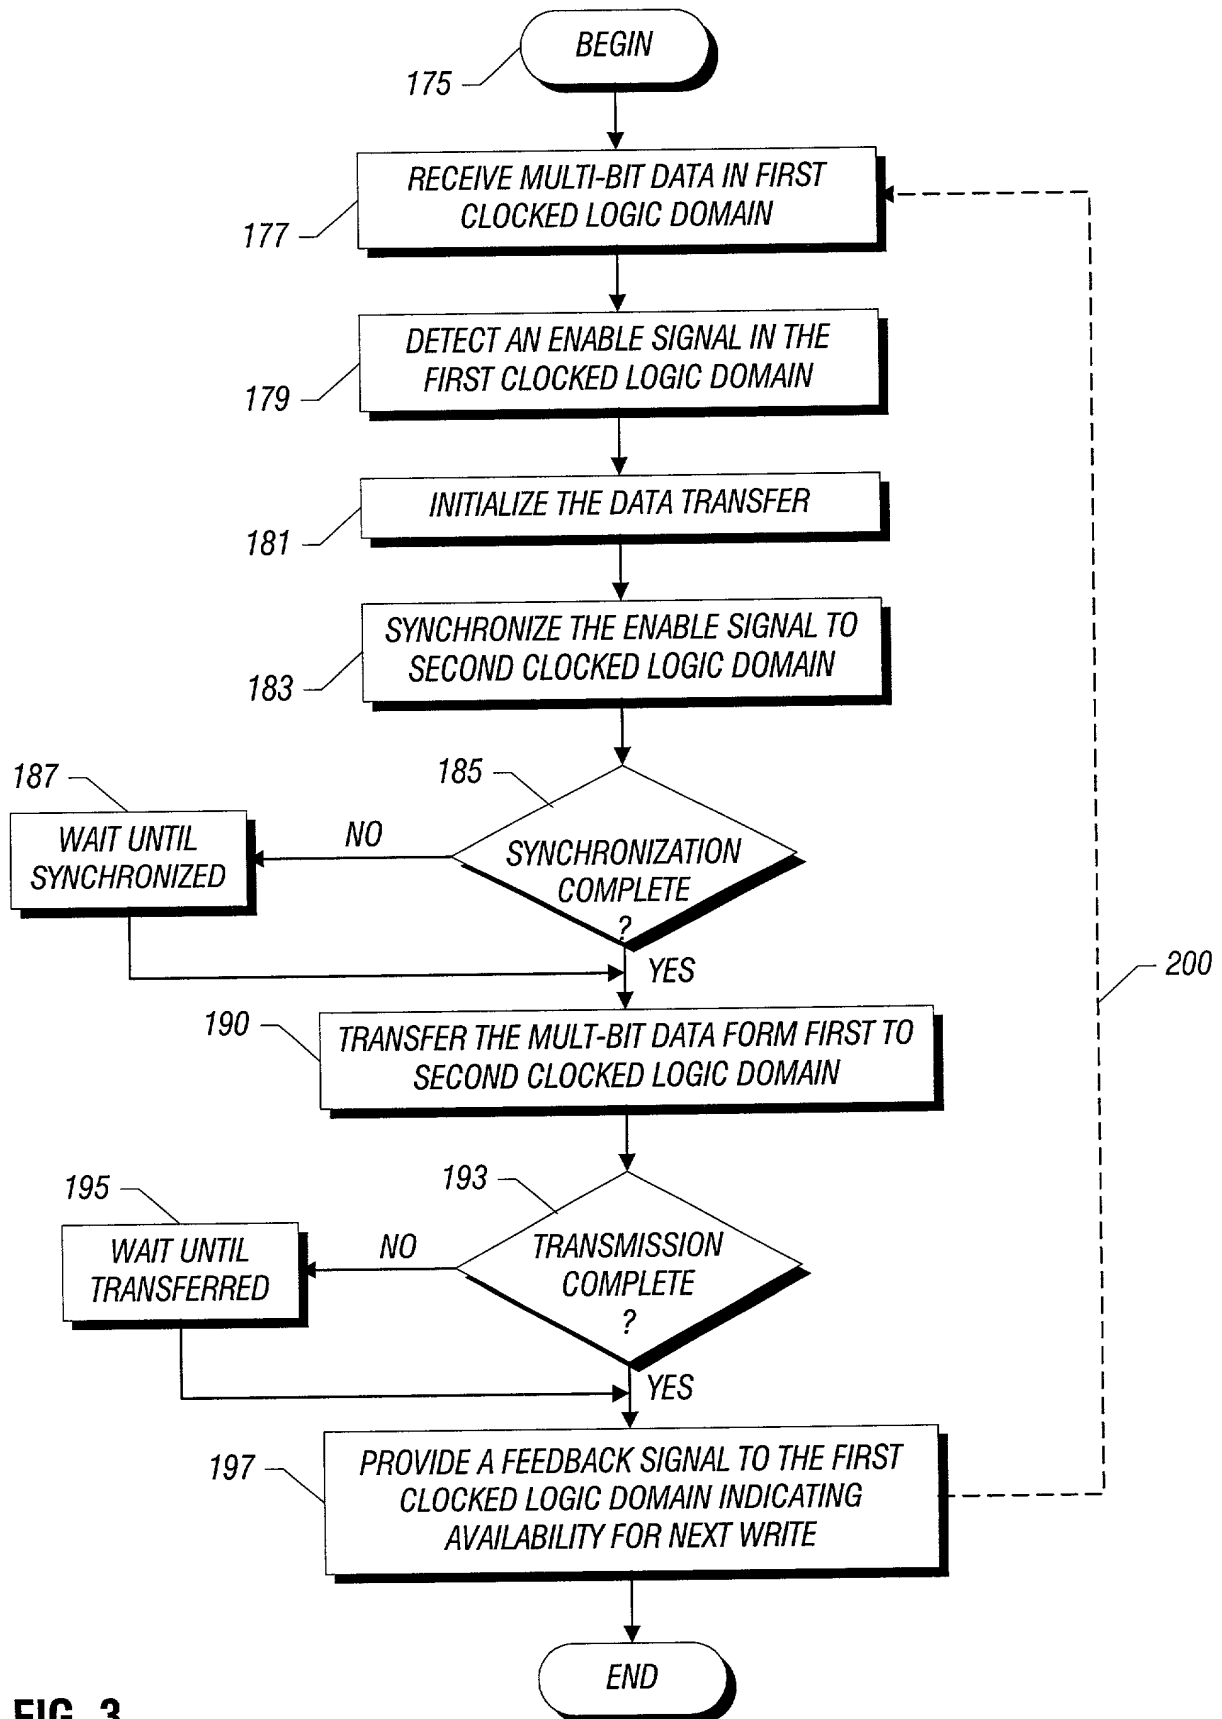 BEGIN
175
RECEIVE MULTI-BIT DATA IN FIRST
CLOCKED LOGIC DOMAIN
177
DETECT AN ENABLE SIGNAL IN THE
FIRST CLOCKED LOGIC DOMAIN
179
INITIALIZE THE DATA TRANSFER
181
SYNCHRONIZE THE ENABLE SIGNAL TO
SECOND CLOCKED LOGIC DOMAIN
183
187
185
WAIT UNTIL
SYNCHRONIZED
NO
SYNCHRONIZATION
COMPLETE
?
YES
200
190
TRANSFER THE MULT-BIT DATA FORM FIRST TO
SECOND CLOCKED LOGIC DOMAIN
195
193
WAIT UNTIL
TRANSFERRED
NO
TRANSMISSION
COMPLETE
?
YES
197
PROVIDE A FEEDBACK SIGNAL TO THE FIRST
CLOCKED LOGIC DOMAIN INDICATING
AVAILABILITY FOR NEXT WRITE
END
FIG. 3